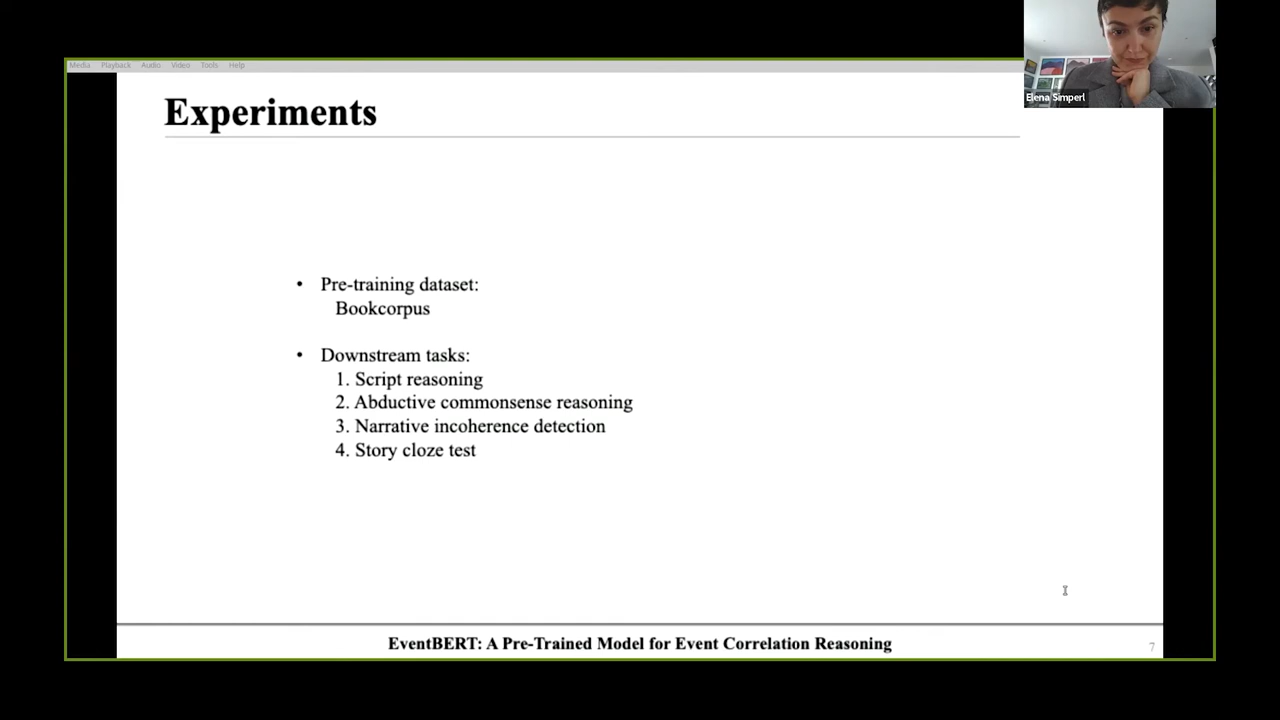 Media Playback Audio Video Tools Help
Elena Simperl
Experiments
• Pre-training dataset:
Bookcorpus
• Downstream tasks:
1. Script reasoning
2. Abductive commonsense reasoning
3. Narrative incoherence detection
4. Story cloze test
EventBERT: A Pre-Trained Model for Event Correlation Reasoning
7